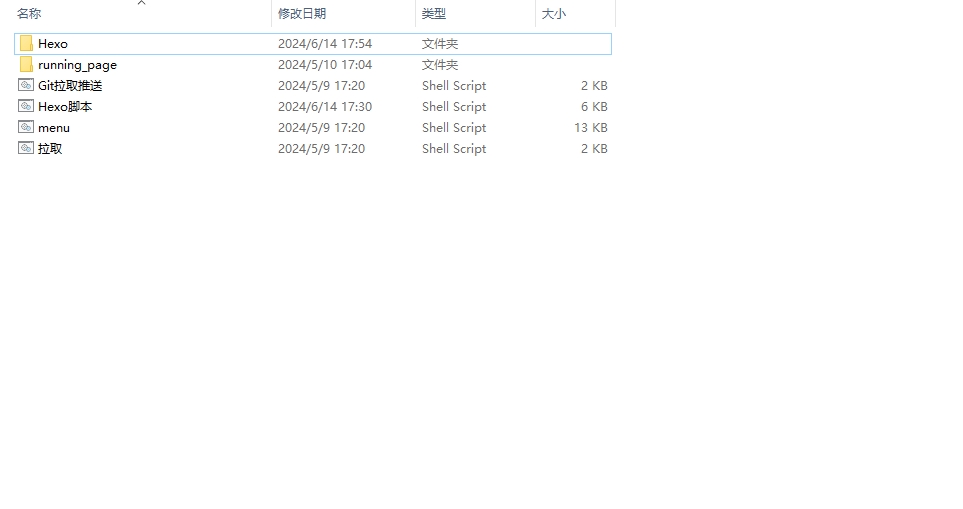 名称 修改日期 类型 大小
Hexo 2024/6/14 17:54 文件夹
running_page 2024/5/10 17:04 文件夹
Git拉取推送 2024/5/9 17:20 Shell Script 2 KB
Hexo脚本 2024/6/14 17:30 Shell Script 6 KB
menu 2024/5/9 17:20 Shell Script 13 KB
拉取 2024/5/9 17:20 Shell Script 2 KB